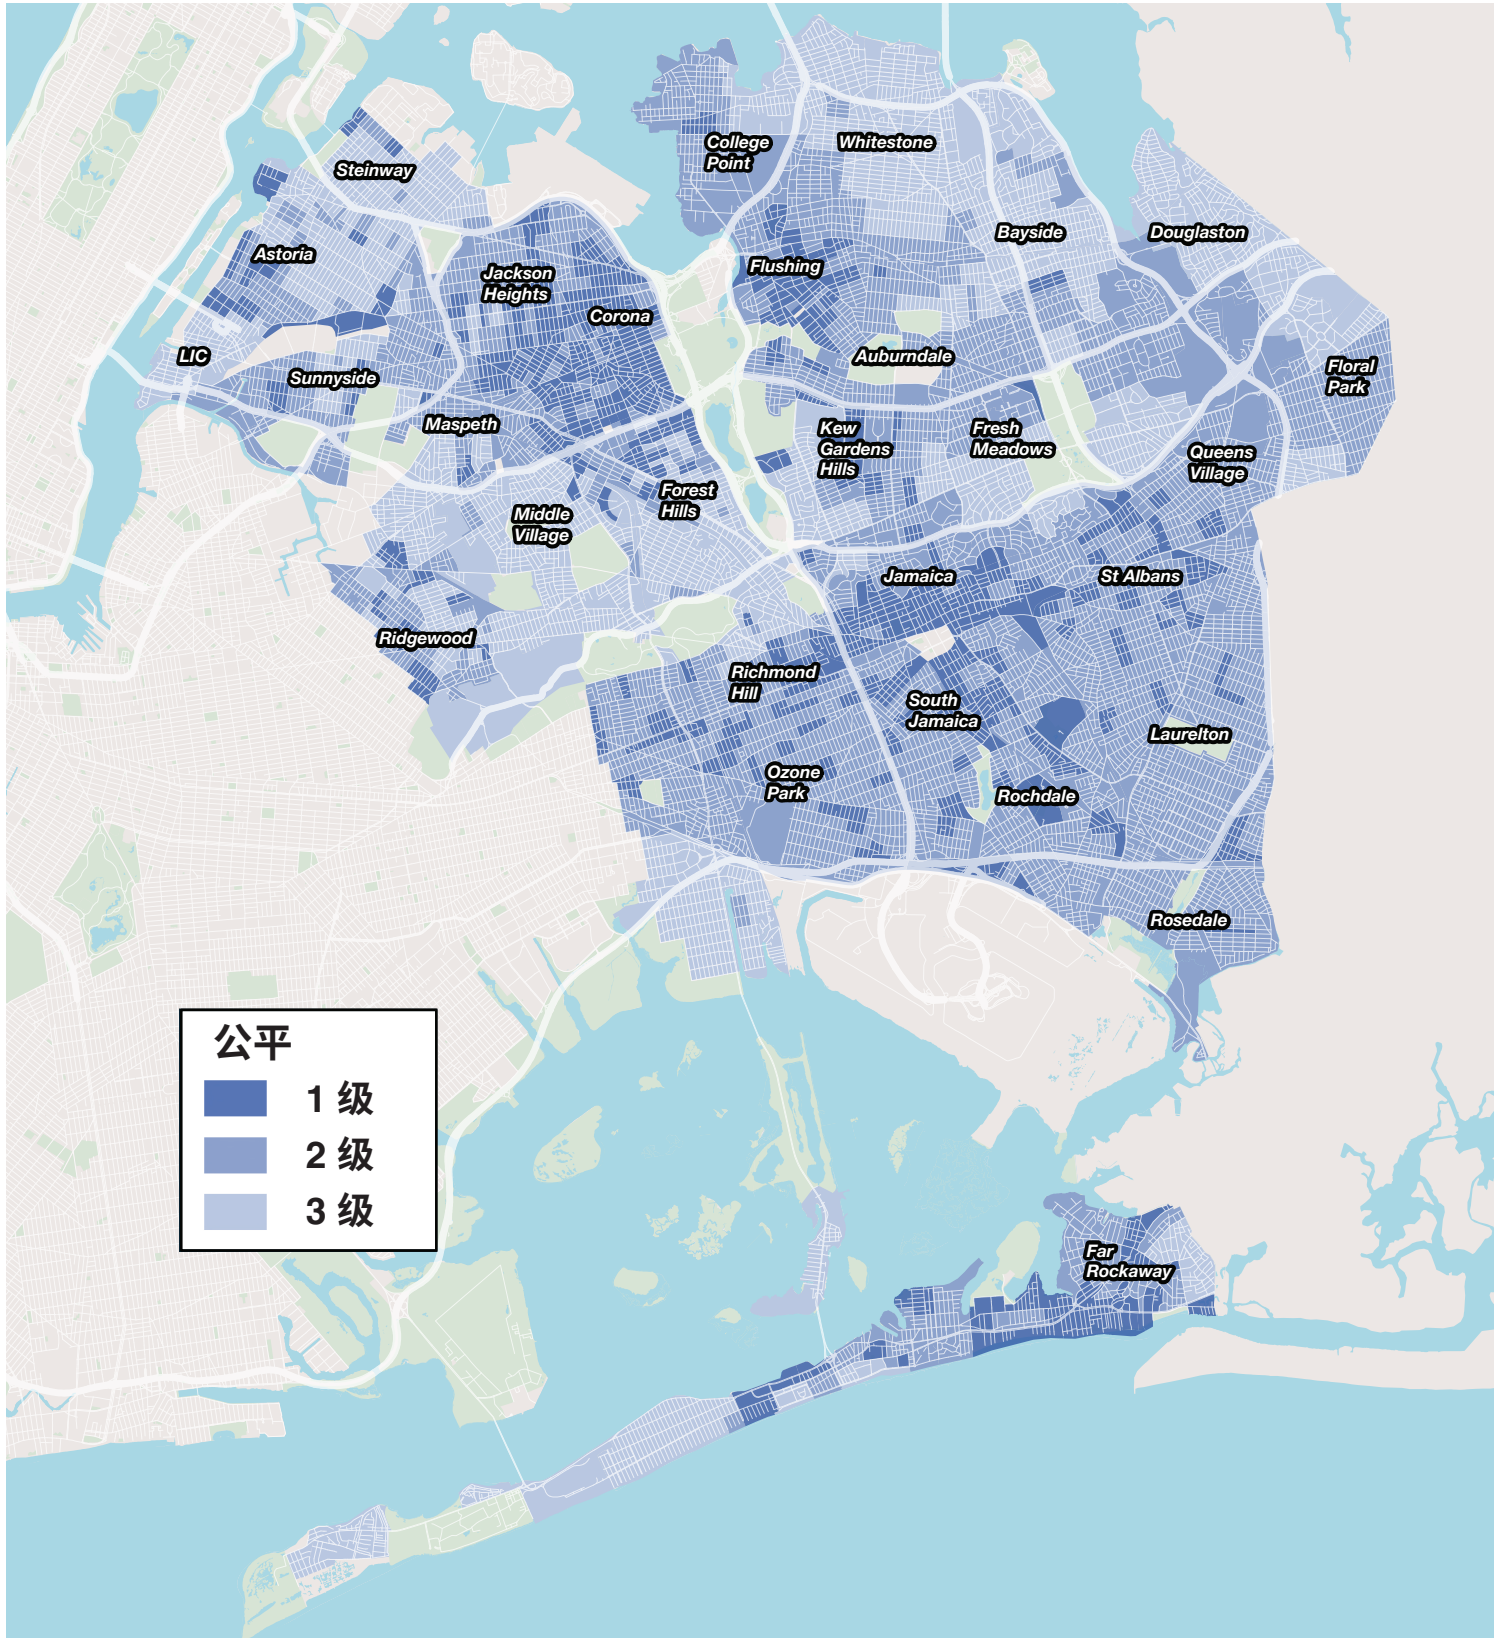 College
Point
Whitestone
Steinway
Bayside
Douglaston
Astoria
Flushing
Jackson
Heights
Corona
LIC
Auburndale
Sunnyside
Floral
Park
Maspeth
Kew
Gardens
Hills
Fresh
Meadows
Queens
Village
Forest
Hills
Middle
Village
Jamaica
St Albans
Ridgewood
Richmond
Hill
South
Jamaica
Laurelton
Ozone
Park
Rochdale
Rosedale
公平
1 级
2 级
3 级
Far
Rockaway